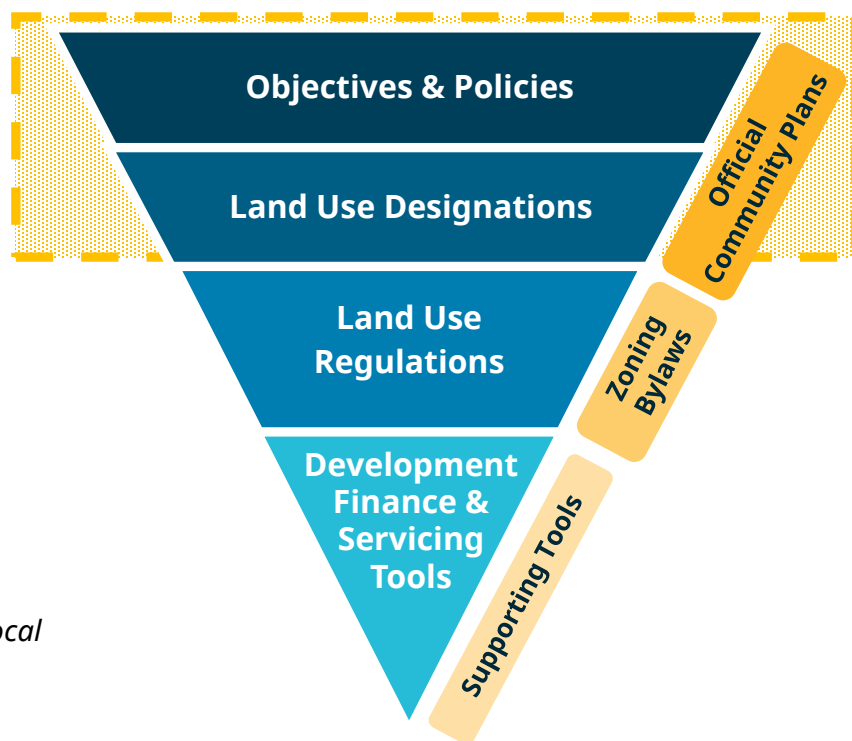 Objectives & Policies
Land Use Designations
Land Use
Regulations
Development
Finance &
Servicing
Tools
Official
Community Plans
Zoning
Bylaws
Supporting Tools